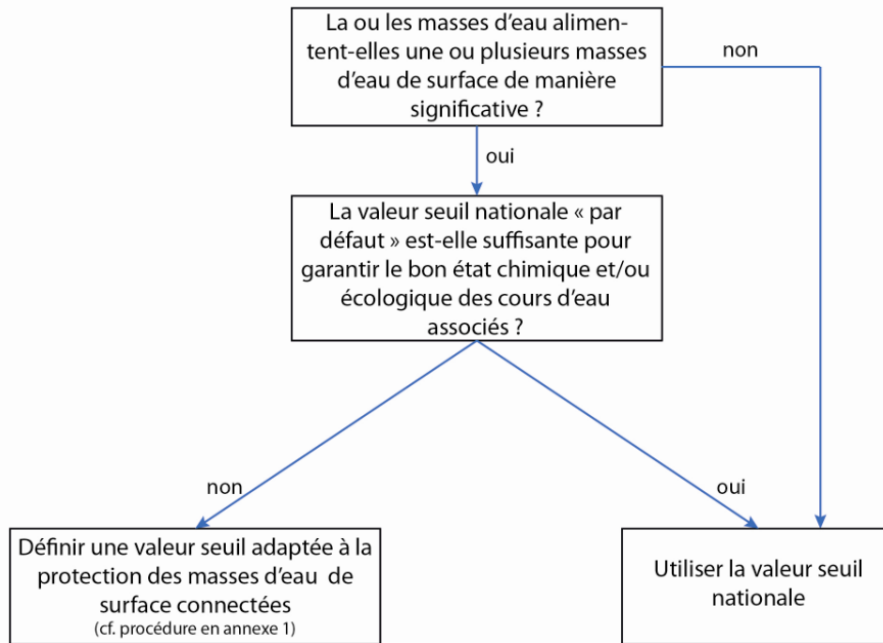 La ou les masses d'eau alimen-
tent-elles une ou plusieurs masses
d'eau de surface de manière
significative ?
non
oui
La valeur seuil nationale « par
défaut » est-elle suffisante pour
garantir le bon état chimique et/ou
écologique des cours d'eau
associés ?
non
oui
Définir une valeur seuil adaptée à la
protection des masses d'eau de
surface connectées
(cf. procédure en annexe 1)
Utiliser la valeur seuil
nationale